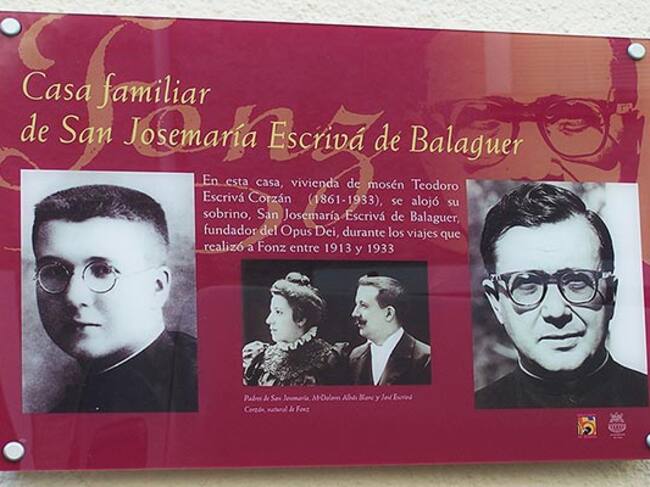 Casa familiar
de San Josemaría Escrivá de Balaguer
Fonz
En esta casa, vivienda de mosén Teodoro
Escrivá Corzán (1861-1933), se alojó su
sobrino, San Josemaría Escrivá de Balaguer,
fundador del Opus Dei, durante los viajes que
realizó a Fonz entre 1913 y 1933
Padres de San Josemaría, Mª Dolores Albás Blanc y José Escrivá
Corzán, natural de Fonz